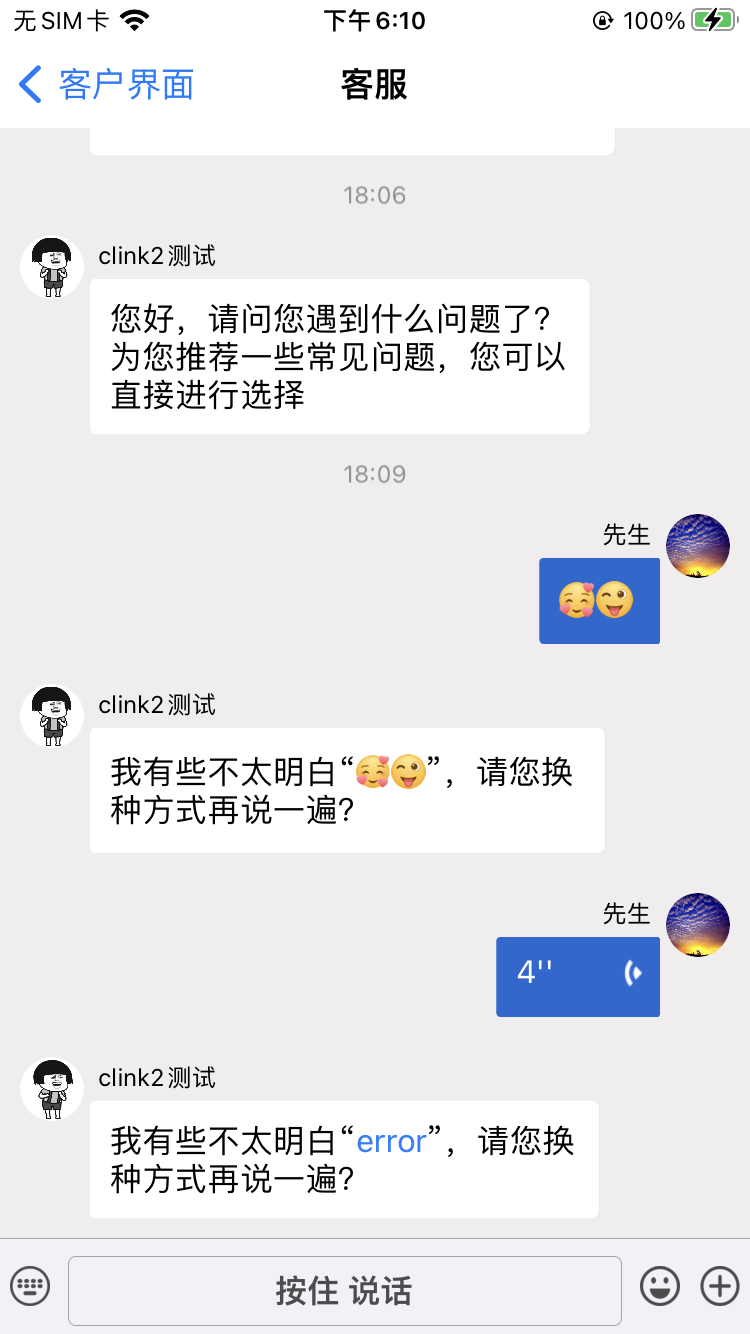 无SIM卡
下午6:10
100%
客户界面
客服
18:06
clink2测试
您好，请问您遇到什么问题了?
为您推荐一些常见问题，您可以
直接进行选择
18:09
先生
🥰😜
clink2测试
我有些不太明白“🥰😜”，请您换
种方式再说一遍?
先生
4''
clink2测试
我有些不太明白“error”，请您换
种方式再说一遍?
按住 说话